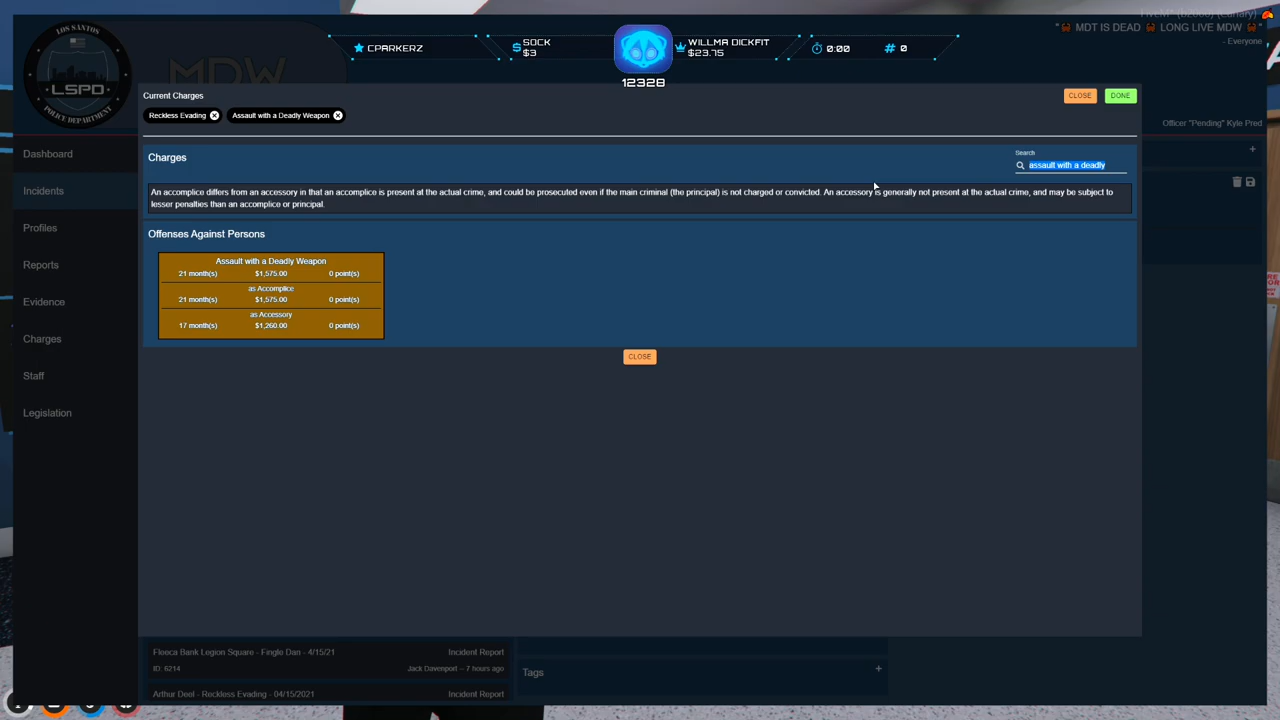 FiveM® (b2060) (Canary)
" MDT IS DEAD LONG LIVE MDW "
- Everyone
LOS SANTOS
LSPD
POLICE DEPARTMENT
MDW
CPARKERZ
SOCK
$3
WILLMA DICKFIT
$23.75
0:00
# 0
12328
Current Charges
CLOSE
DONE
Reckless Evading
Assault with a Deadly Weapon
Officer "Pending" Kyle Pred
Dashboard
Incidents
Profiles
Reports
Evidence
Charges
Staff
Legislation
Charges
Search
assault with a deadly
An accomplice differs from an accessory in that an accomplice is present at the actual crime, and could be prosecuted even if the main criminal (the principal) is not charged or convicted. An accessory is generally not present at the actual crime, and may be subject to
lesser penalties than an accomplice or principal.
Offenses Against Persons
Assault with a Deadly Weapon
21 month(s) $1,575.00 0 point(s)
as Accomplice
21 month(s) $1,575.00 0 point(s)
as Accessory
17 month(s) $1,260.00 0 point(s)
CLOSE
Fleeca Bank Legion Square - Fingle Dan - 4/15/21 Incident Report
ID: 6214 Jack Davenport -- 7 hours ago
Arthur Deel - Reckless Evading - 04/15/2021 Incident Report
Tags